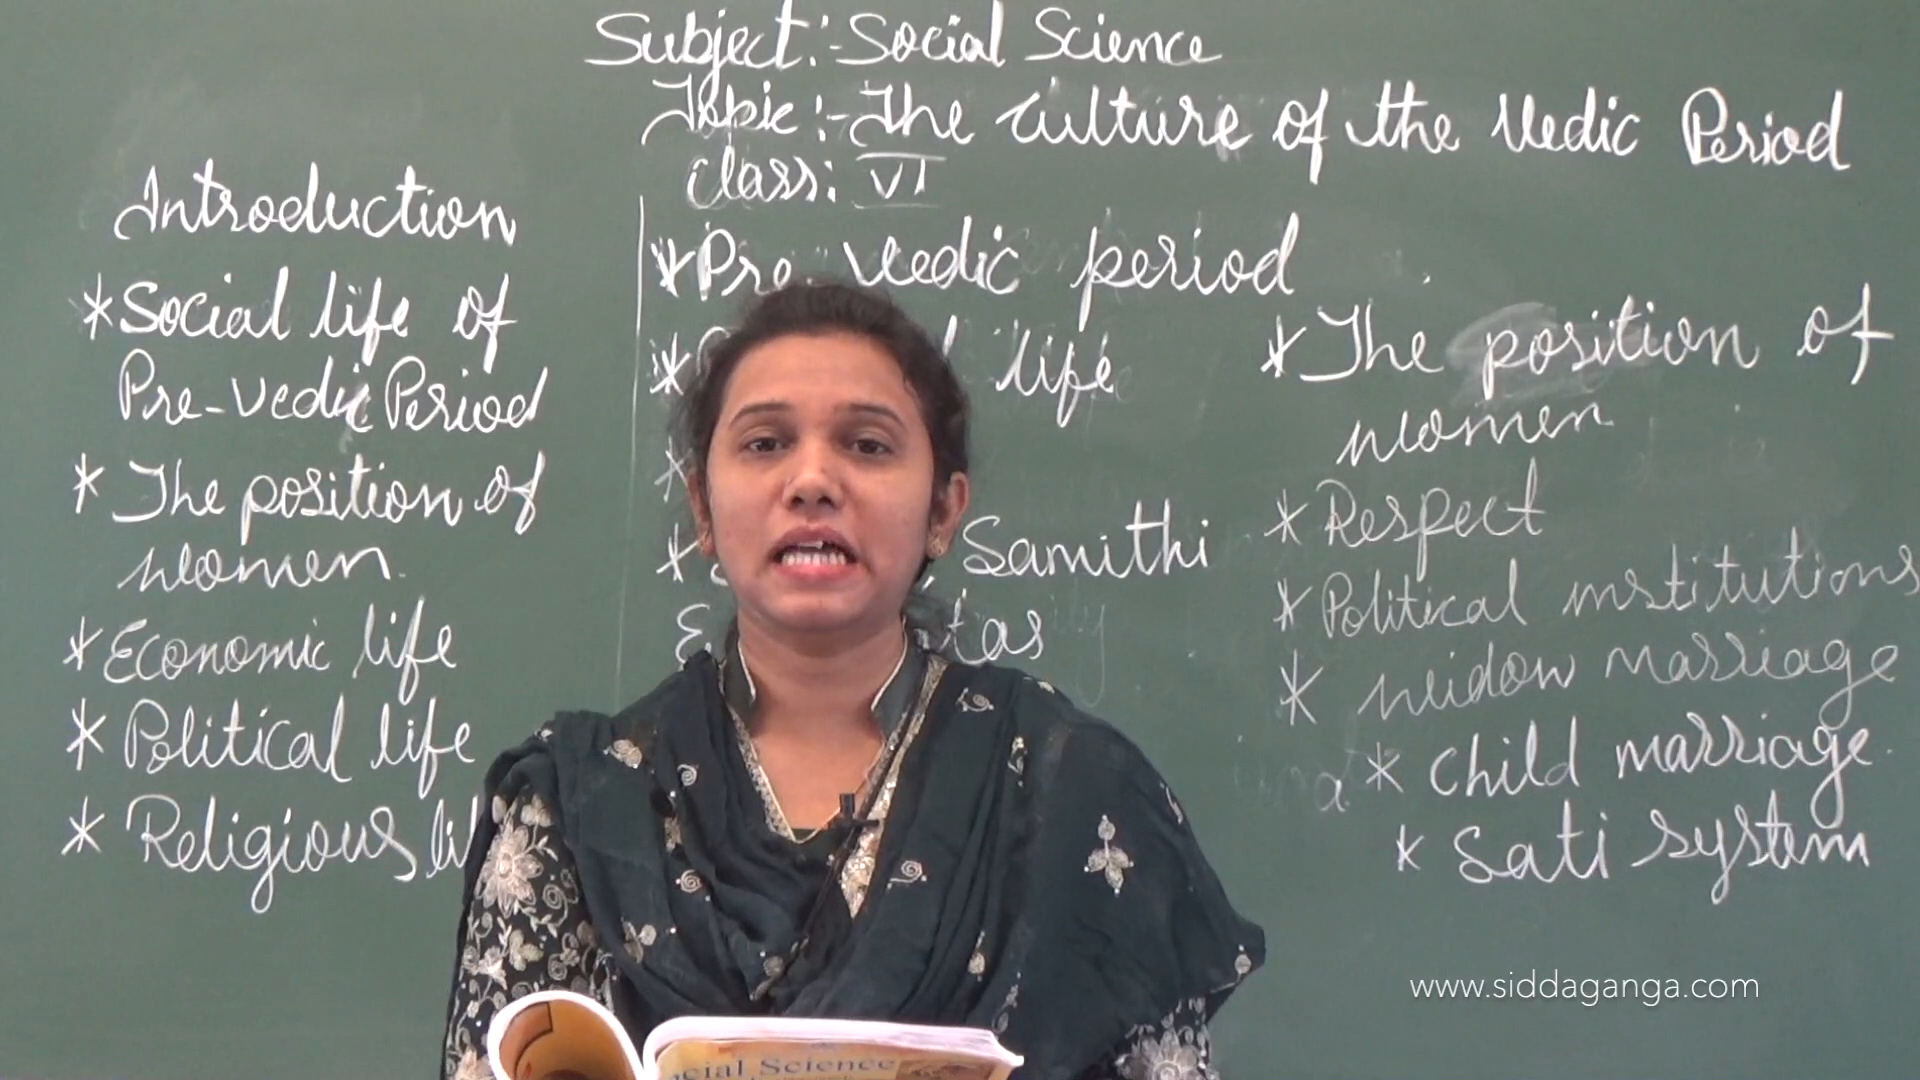 Subject:-Social Science
Topic:-The culture of the Vedic Period
Class: VI
Introduction
*Social life of
Pre-Vedic Period
* The position of
women.
*Economic life
* Political life
* Religious
*Pre Vedic period
* life
*
* Samithi
* The position of
women.
* Respect
* Political institutions
* widow marriage
* child marriage.
* Sati system
www.siddaganga.com
Social Science